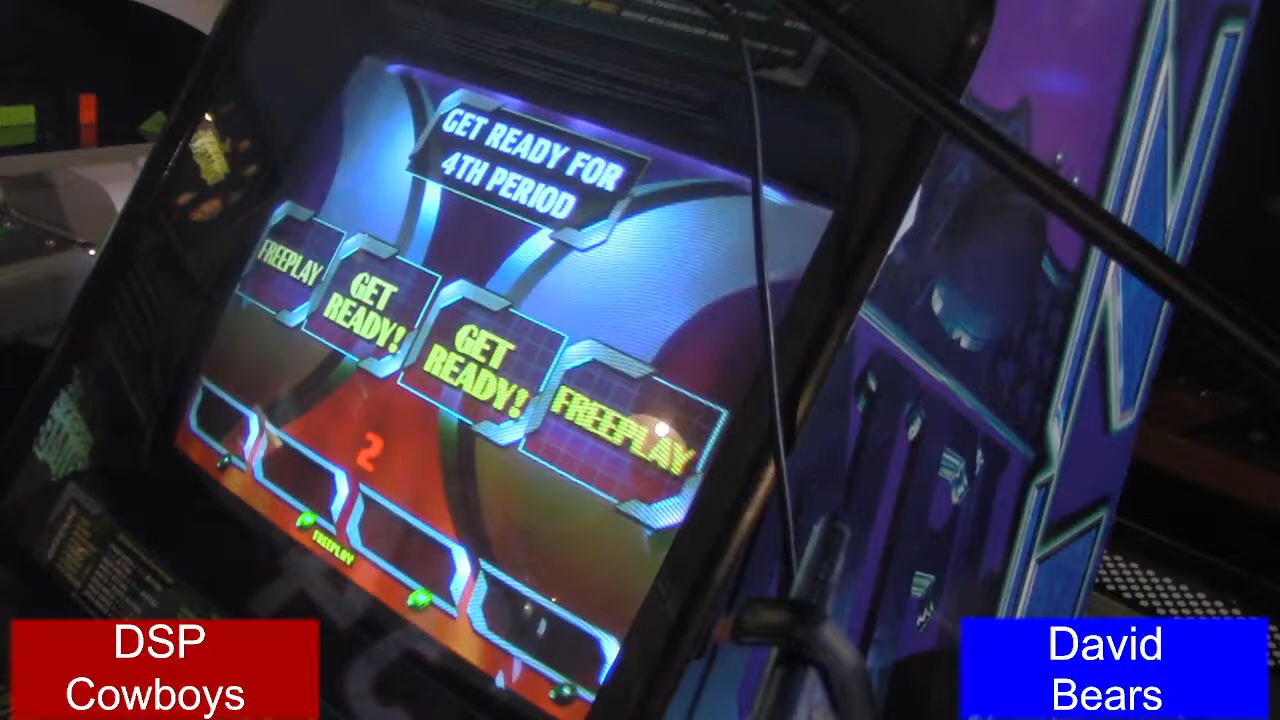 GET READY FOR
4TH PERIOD
FREEPLAY
GET
READY!
GET
READY!
FREEPLAY
2
FREEPLAY
DSP
Cowboys
David
Bears